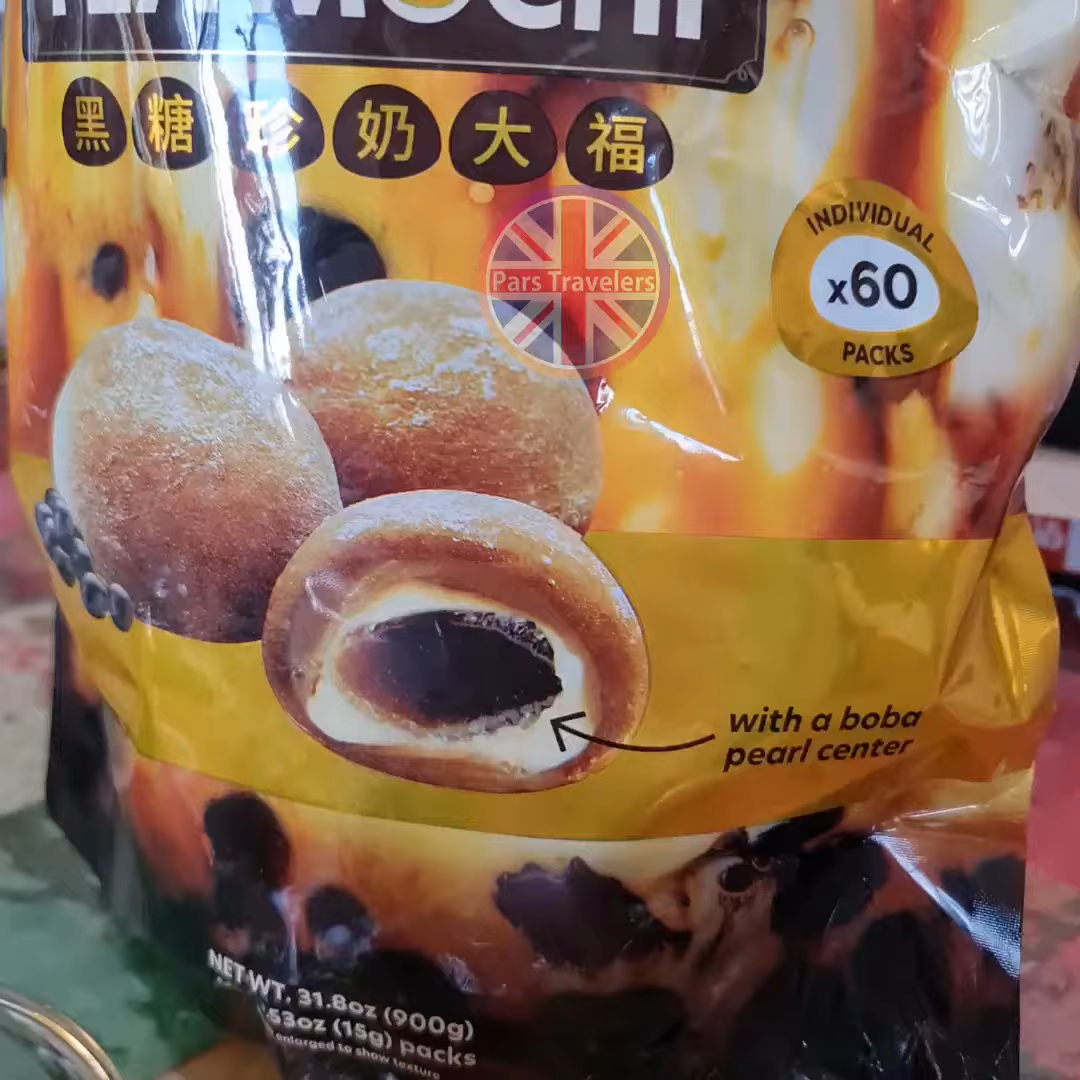 MOCHI
黑糖珍奶大福
Pars Travelers
INDIVIDUAL
x60
PACKS
with a boba
pearl center
NET WT. 31.8oz (900g)
53oz (15g) packs
enlarged to show texture